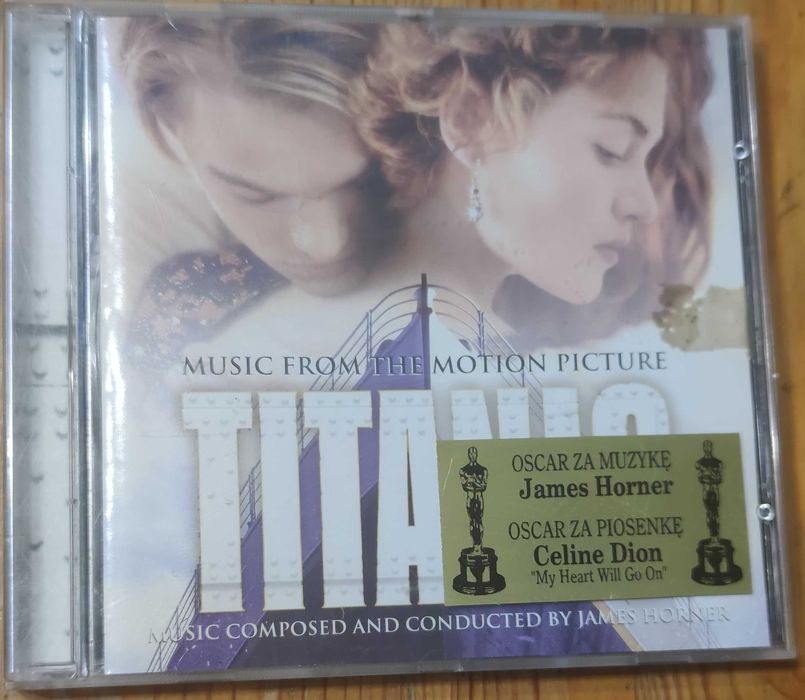 MUSIC FROM THE MOTION PICTURE
TITANIC
OSCAR ZA MUZYKĘ
James Horner
OSCAR ZA PIOSENKĘ
Celine Dion
"My Heart Will Go On"
MUSIC COMPOSED AND CONDUCTED BY JAMES HORNER